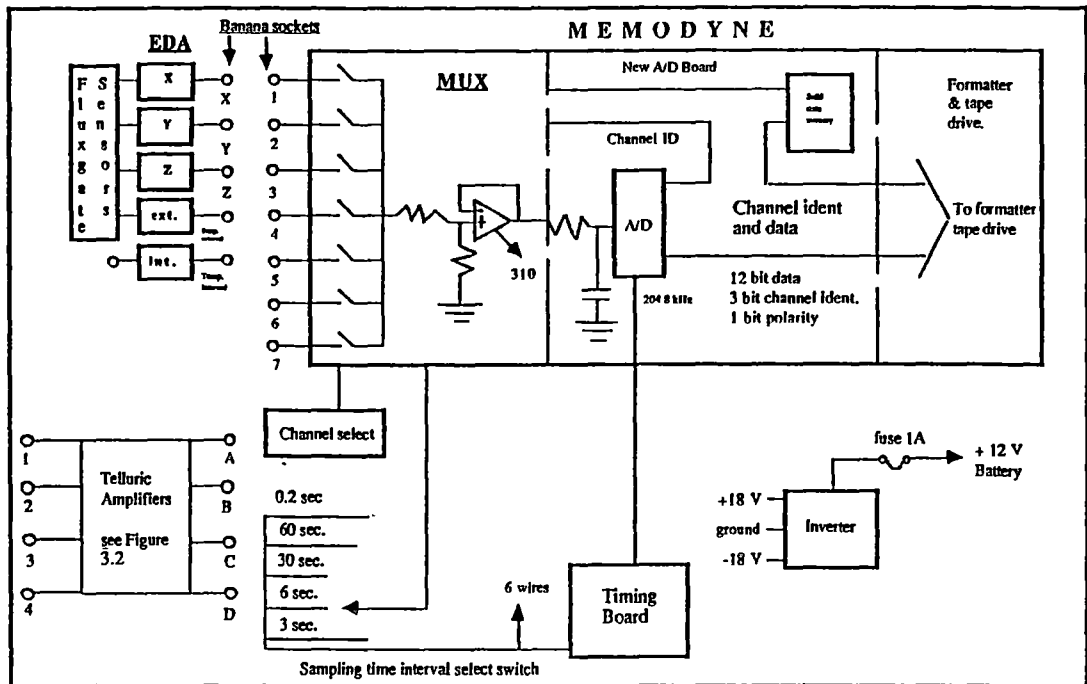 Banana sockets
MEMODYNE
EDA
Fluxgate
Sensors
X
Y
Z
ext.
Int.
X
Y
Z
Temp.
1
2
3
4
5
6
7
MUX
310
New A/D Board
Channel ID
A/D
204 8 kHz
Solid
state
memory
Channel ident
and data
12 bit data
3 bit channel ident.
1 bit polarity
Formatter
& tape
drive.
To formatter
tape drive
Channel select
1
2
3
4
Telluric
Amplifiers
see Figure
3.2
A
B
C
D
0.2 sec
60 sec.
30 sec.
6 sec.
3 sec.
6 wires
Timing
Board
Sampling time interval select switch
fuse 1A
+ 12 V
Battery
+18 V
ground
-18 V
Inverter